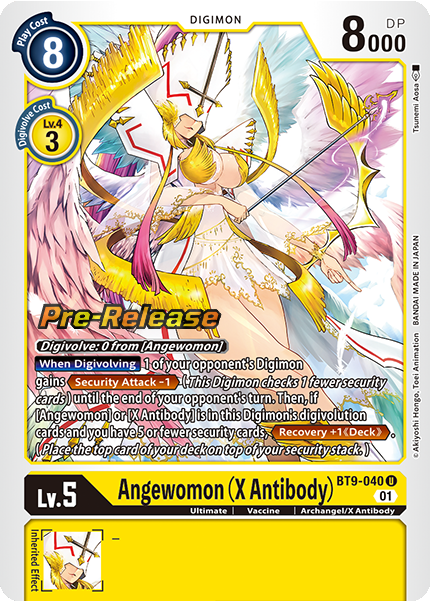 DIGIMON
Play Cost
8
8000
DP
Digivolve Cost
Lv.4
3
Tsunemi Aosa
Pre-Release
Digivolve: 0 from [Angewomon]
When Digivolving 1 of your opponent's Digimon
gains Security Attack -1 (This Digimon checks 1 fewer security
cards) until the end of your opponent's turn. Then, if
[Angewomon] or [X Antibody] is in this Digimon's digivolution
cards and you have 5 or fewer security cards, Recovery +1《Deck》.
(Place the top card of your deck on top of your security stack.)
© Akiyoshi Hongo, Toei Animation BANDAI MADE IN JAPAN
Lv.5
Angewomon (X Antibody)
BT9-040 U
01
Ultimate | Vaccine | Archangel/X Antibody
Inherited Effect
–